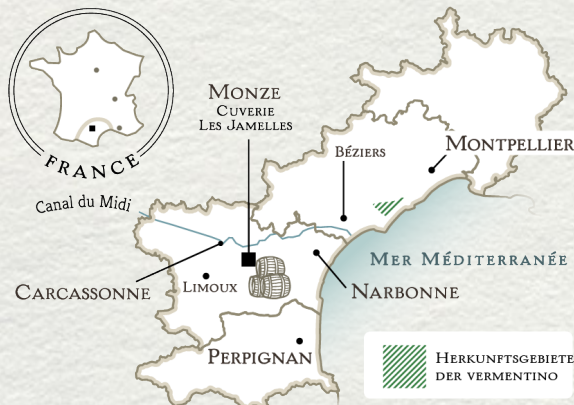 FRANCE
MONZE
CUVERIE
LES JAMELLES
BÉZIERS
MONTPELLIER
Canal du Midi
MER MÉDITERRANÉE
CARCASSONNE
LIMOUX
NARBONNE
PERPIGNAN
HERKUNFTSGEBIETE
DER VERMENTINO